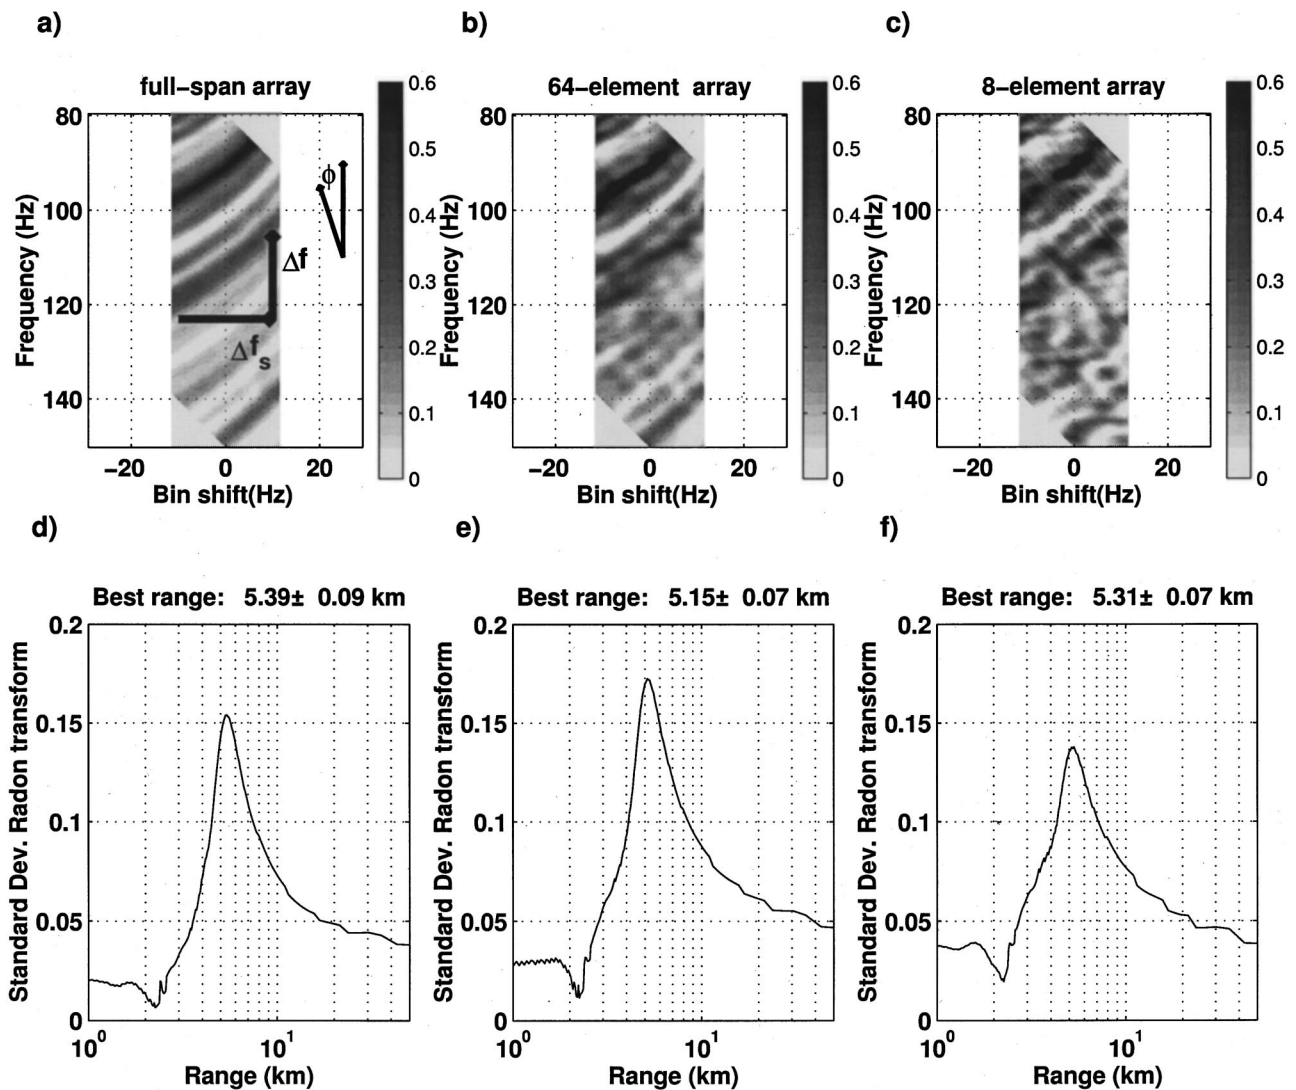 a)
b)
c)
full-span array
64-element array
8-element array
80
100
120
140
Frequency (Hz)
-20
0
20
Bin shift(Hz)
0.6
0.5
0.4
0.3
0.2
0.1
0
ϕ
Δf
Δf_s
80
100
120
140
Frequency (Hz)
-20
0
20
Bin shift(Hz)
0.6
0.5
0.4
0.3
0.2
0.1
0
80
100
120
140
Frequency (Hz)
-20
0
20
Bin shift(Hz)
0.6
0.5
0.4
0.3
0.2
0.1
0
d)
e)
f)
Best range: 5.39± 0.09 km
Best range: 5.15± 0.07 km
Best range: 5.31± 0.07 km
0.2
0.15
0.1
0.05
0
Standard Dev. Radon transform
10^0
10^1
Range (km)
0.2
0.15
0.1
0.05
0
Standard Dev. Radon transform
10^0
10^1
Range (km)
0.2
0.15
0.1
0.05
0
Standard Dev. Radon transform
10^0
10^1
Range (km)